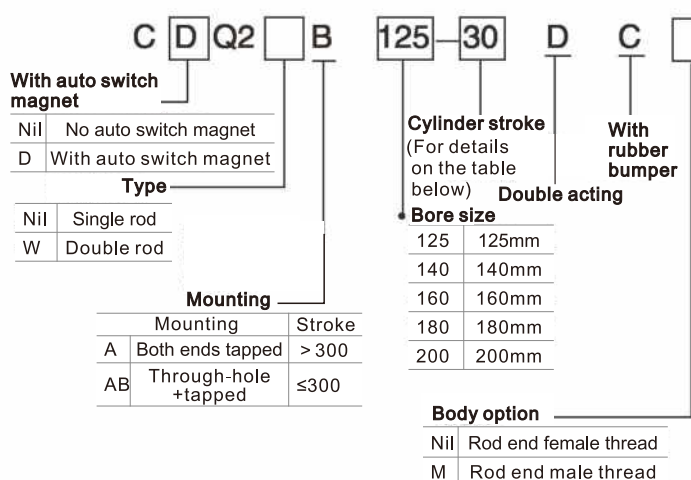 C D Q2 B 125 - 30 D C
With auto switch
magnet
Nil No auto switch magnet
D With auto switch magnet
Type
Nil Single rod
W Double rod
Mounting
Mounting Stroke
A Both ends tapped > 300
AB Through-hole
+tapped ≤300
Cylinder stroke
(For details
on the table
below)
Double acting
With
rubber
bumper
Bore size
125 125mm
140 140mm
160 160mm
180 180mm
200 200mm
Body option
Nil Rod end female thread
M Rod end male thread